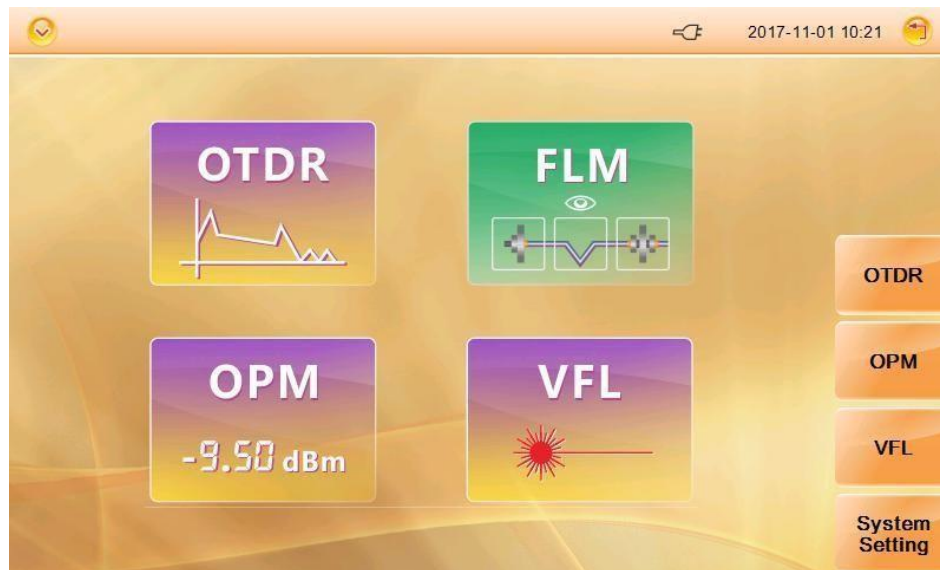 2017-11-01 10:21
OTDR
FLM
OPM
-9.50 dBm
VFL
OTDR
OPM
VFL
System
Setting